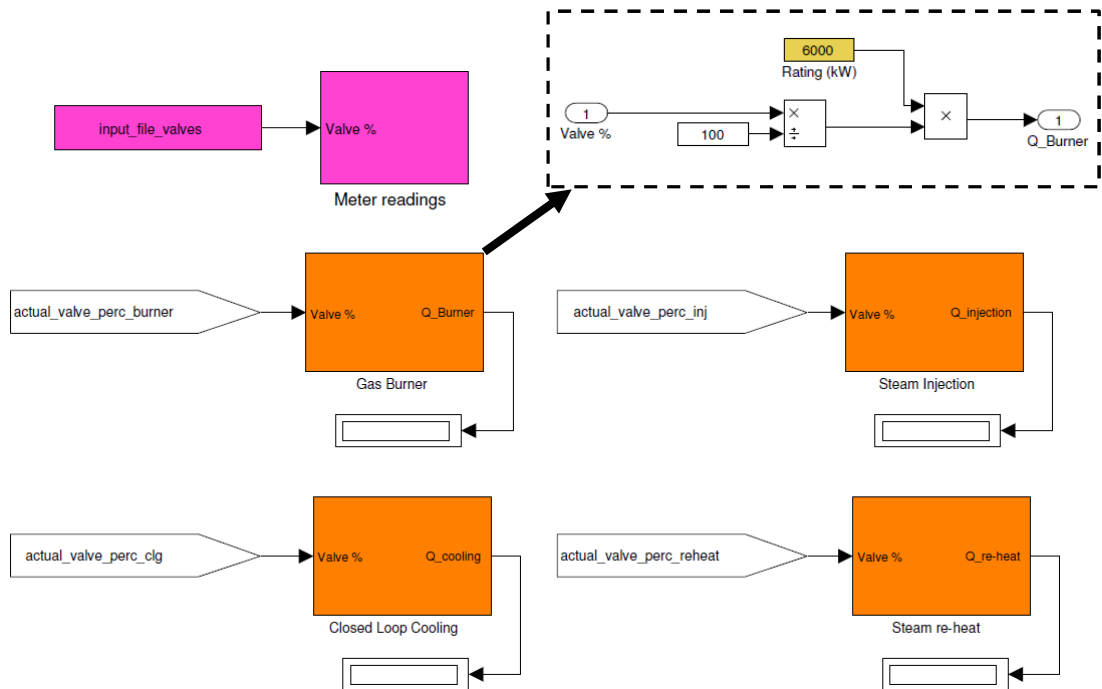 6000
Rating (kW)
1
Valve %
100
×
÷
×
1
Q_Burner
input_file_valves
Valve %
Meter readings
actual_valve_perc_burner
Valve %
Q_Burner
Gas Burner
actual_valve_perc_inj
Valve %
Q_injection
Steam Injection
actual_valve_perc_clg
Valve %
Q_cooling
Closed Loop Cooling
actual_valve_perc_reheat
Valve %
Q_re-heat
Steam re-heat